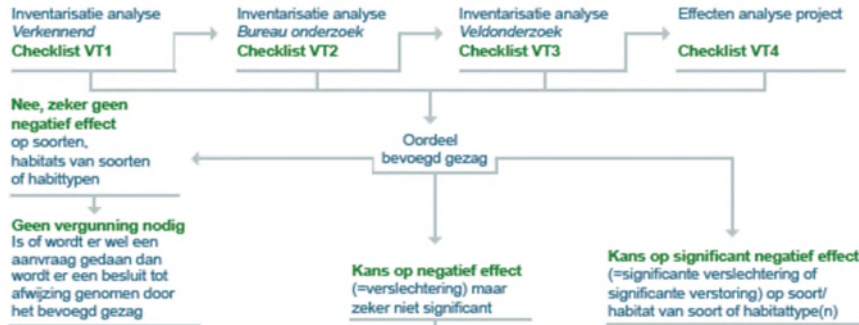 Inventarisatie analyse
Verkennend
Checklist VT1
Inventarisatie analyse
Bureau onderzoek
Checklist VT2
Inventarisatie analyse
Veldonderzoek
Checklist VT3
Effecten analyse project
Checklist VT4
Oordeel
bevoegd gezag
Nee, zeker geen
negatief effect
op soorten,
habitats van soorten
of habittypen
Geen vergunning nodig
Is of wordt er wel een
aanvraag gedaan dan
wordt er een besluit tot
afwijzing genomen door
het bevoegd gezag
Kans op negatief effect
(=verslechtering) maar
zeker niet significant
Kans op significant negatief effect
(=significante verslechtering of
significante verstoring) op soort/
habitat van soort of habitattype(n)